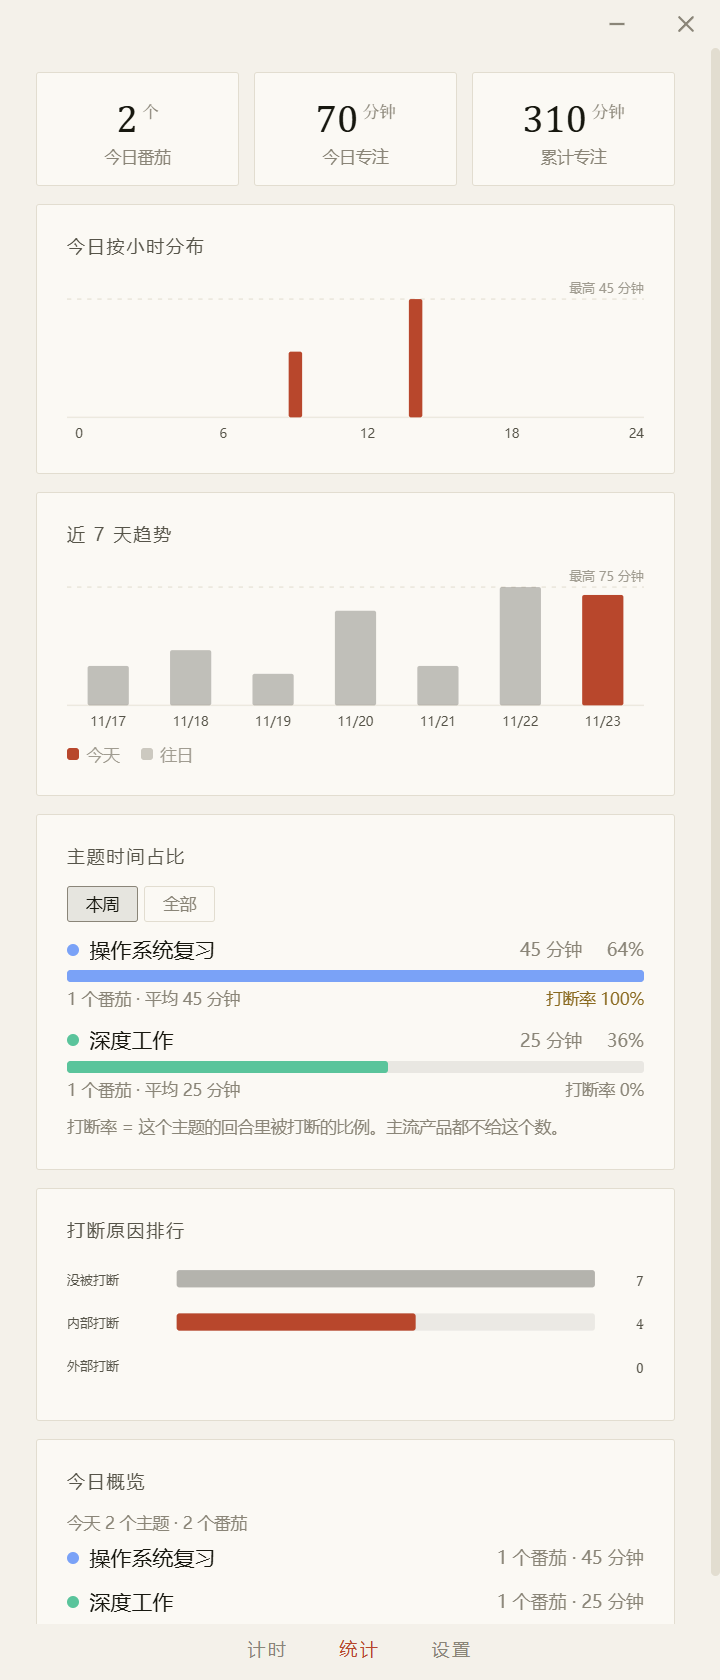 2 个
今日番茄
70 分钟
今日专注
310 分钟
累计专注
今日按小时分布
最高 45 分钟
0 6 12 18 24
近 7 天趋势
最高 75 分钟
11/17 11/18 11/19 11/20 11/21 11/22 11/23
今天 往日
主题时间占比
本周 全部
操作系统复习 45 分钟 64%
1 个番茄 · 平均 45 分钟 打断率 100%
深度工作 25 分钟 36%
1 个番茄 · 平均 25 分钟 打断率 0%
打断率 = 这个主题的回合里被打断的比例。主流产品都不给这个数。
打断原因排行
没被打断 7
内部打断 4
外部打断 0
今日概览
今天 2 个主题 · 2 个番茄
操作系统复习 1 个番茄 · 45 分钟
深度工作 1 个番茄 · 25 分钟
计时 统计 设置